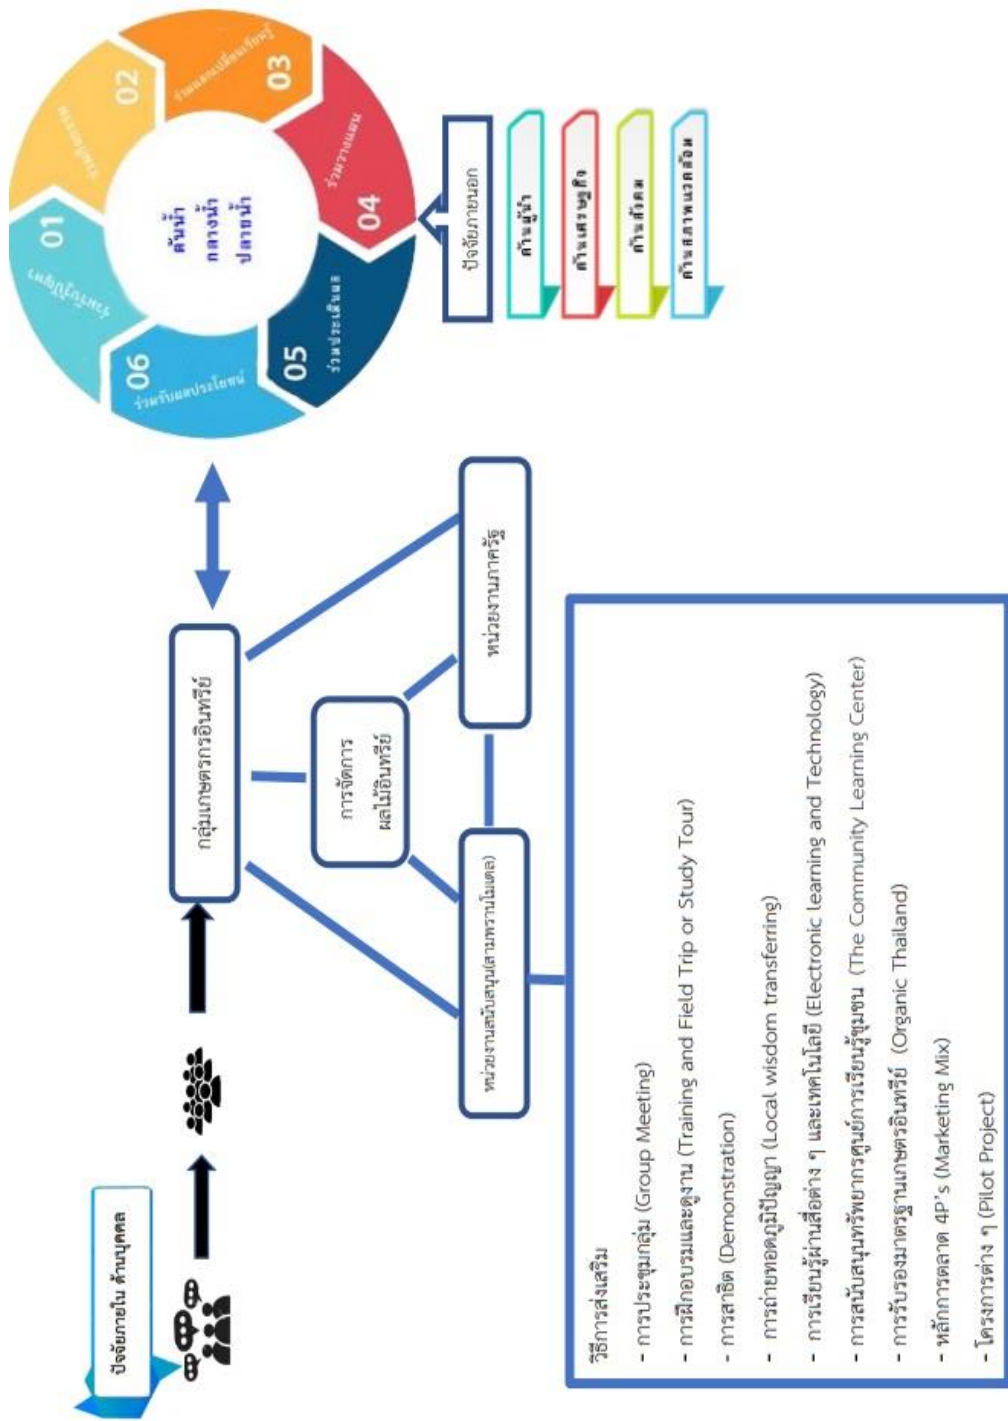 ปัจจัยภายใน ด้านบุคคล
กลุ่มเกษตรกรอินทรีย์
การจัดการ
ผลไม้อินทรีย์
หน่วยงานสนับสนุน(สามพรานโมเดล)
หน่วยงานภาครัฐ
01
ร่วมรับรู้ปัญหา
02
ร่วมกิจกรรม
03
ร่วมแลกเปลี่ยนเรียนรู้
04
ร่วมวางแผน
05
ร่วมประเมินผล
06
ร่วมรับผลประโยชน์
ต้นน้ำ
กลางน้ำ
ปลายน้ำ
ปัจจัยภายนอก
ด้านผู้นำ
ด้านเศรษฐกิจ
ด้านสังคม
ด้านสภาพแวดล้อม
วิธีการส่งเสริม
- การประชุมกลุ่ม (Group Meeting)
- การฝึกอบรมและดูงาน (Training and Field Trip or Study Tour)
- การสาธิต (Demonstration)
- การถ่ายทอดภูมิปัญญา (Local wisdom transferring)
- การเรียนรู้ผ่านสื่อต่าง ๆ และเทคโนโลยี (Electronic learning and Technology)
- การสนับสนุนทรัพยากรศูนย์การเรียนรู้ชุมชน (The Community Learning Center)
- การรับรองมาตรฐานเกษตรอินทรีย์ (Organic Thailand)
- หลักการตลาด 4P's (Marketing Mix)
- โครงการต่าง ๆ (Pilot Project)